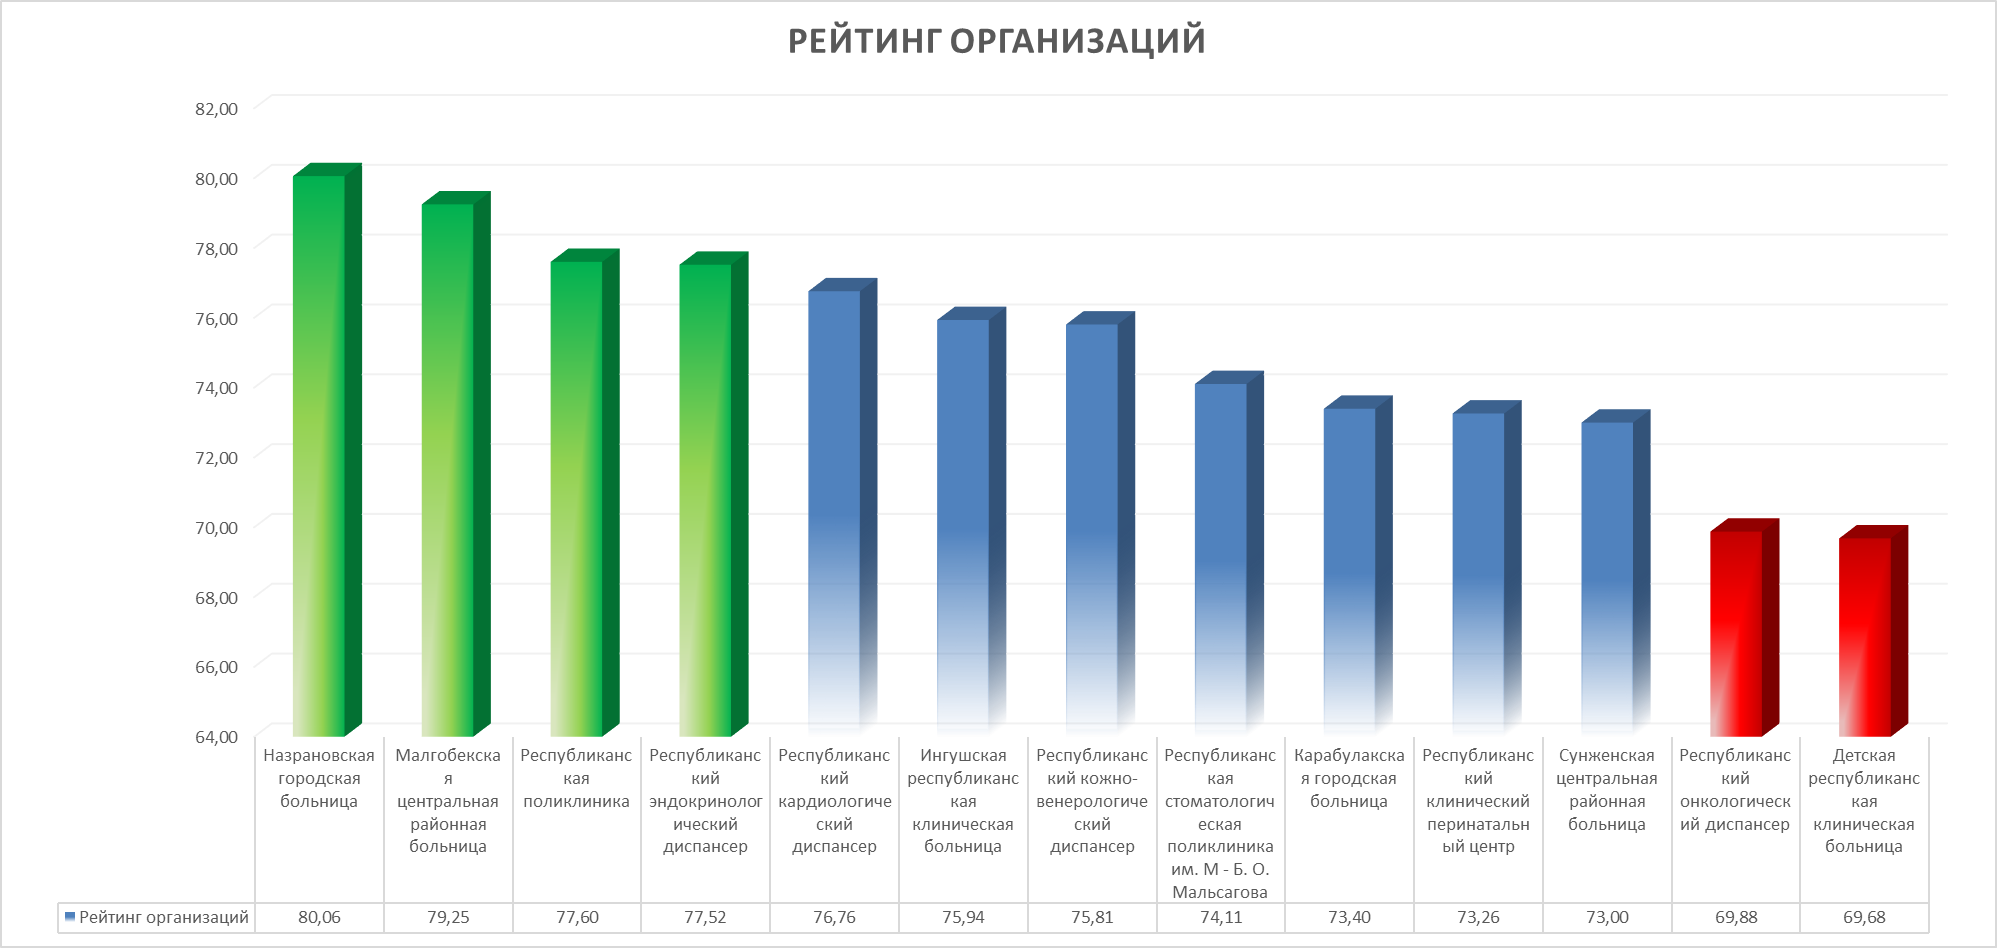 РЕЙТИНГ ОРГАНИЗАЦИЙ
82,00
80,00
78,00
76,00
74,00
72,00
70,00
68,00
66,00
64,00
Назрановская
городская
больница
Малгобекска
я
центральная
районная
больница
Республиканс
кая
поликлиника
Республиканс
кий
эндокринолог
ический
диспансер
Республиканс
кий
кардиологиче
ский
диспансер
Ингушская
республиканс
кая
клиническая
больница
Республиканс
кий кожно-
венерологиче
ский
диспансер
Республиканс
кая
стоматологич
еская
поликлиника
им. М - Б. О.
Мальсагова
Карабулакска
я городская
больница
Республиканс
кий
клинический
перинатальн
ый центр
Сунженская
центральная
районная
больница
Республиканс
кий
онкологическ
ий диспансер
Детская
республиканс
кая
клиническая
больница
Рейтинг организаций 80,06 79,25 77,60 77,52 76,76 75,94 75,81 74,11 73,40 73,26 73,00 69,88 69,68